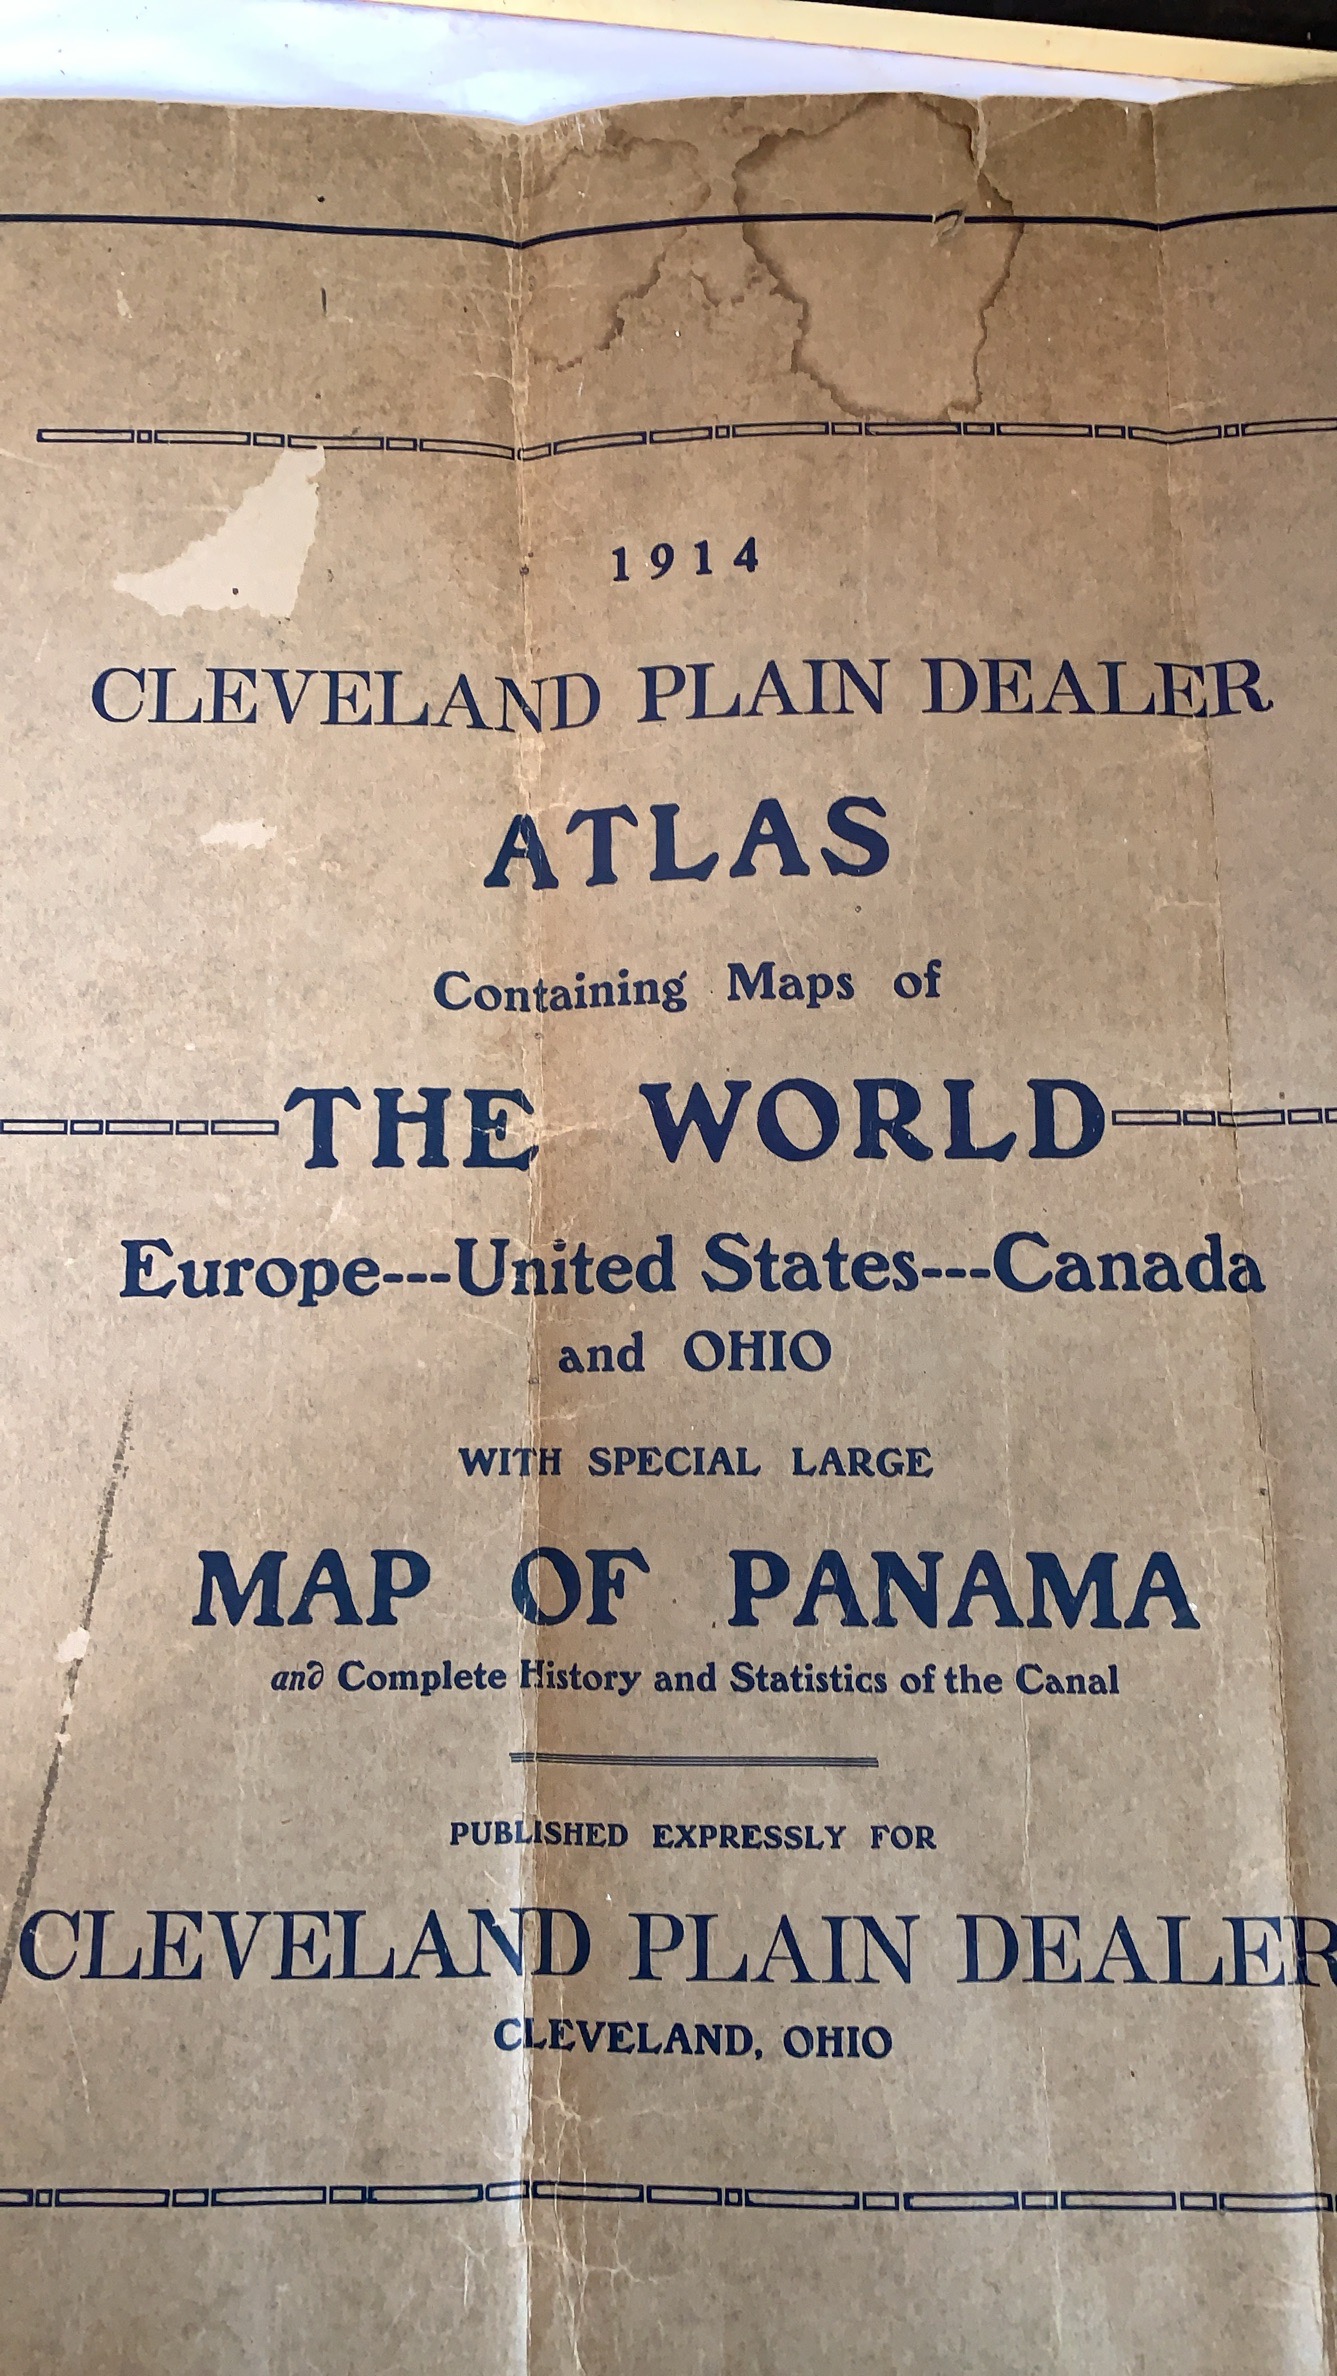 1914
CLEVELAND PLAIN DEALER
ATLAS
Containing Maps of
THE WORLD
Europe---United States---Canada
and OHIO
WITH SPECIAL LARGE
MAP OF PANAMA
and Complete History and Statistics of the Canal
PUBLISHED EXPRESSLY FOR
CLEVELAND PLAIN DEALER
CLEVELAND, OHIO